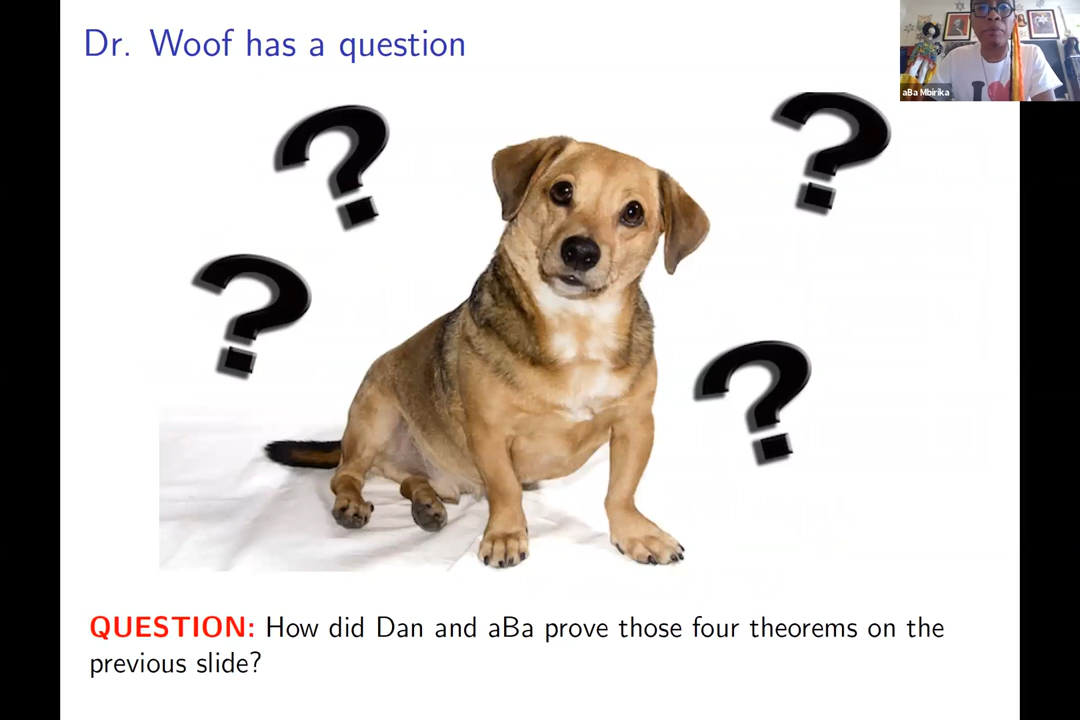 Dr. Woof has a question
aBa Mbirika
? ? ? ?
QUESTION: How did Dan and aBa prove those four theorems on the
previous slide?